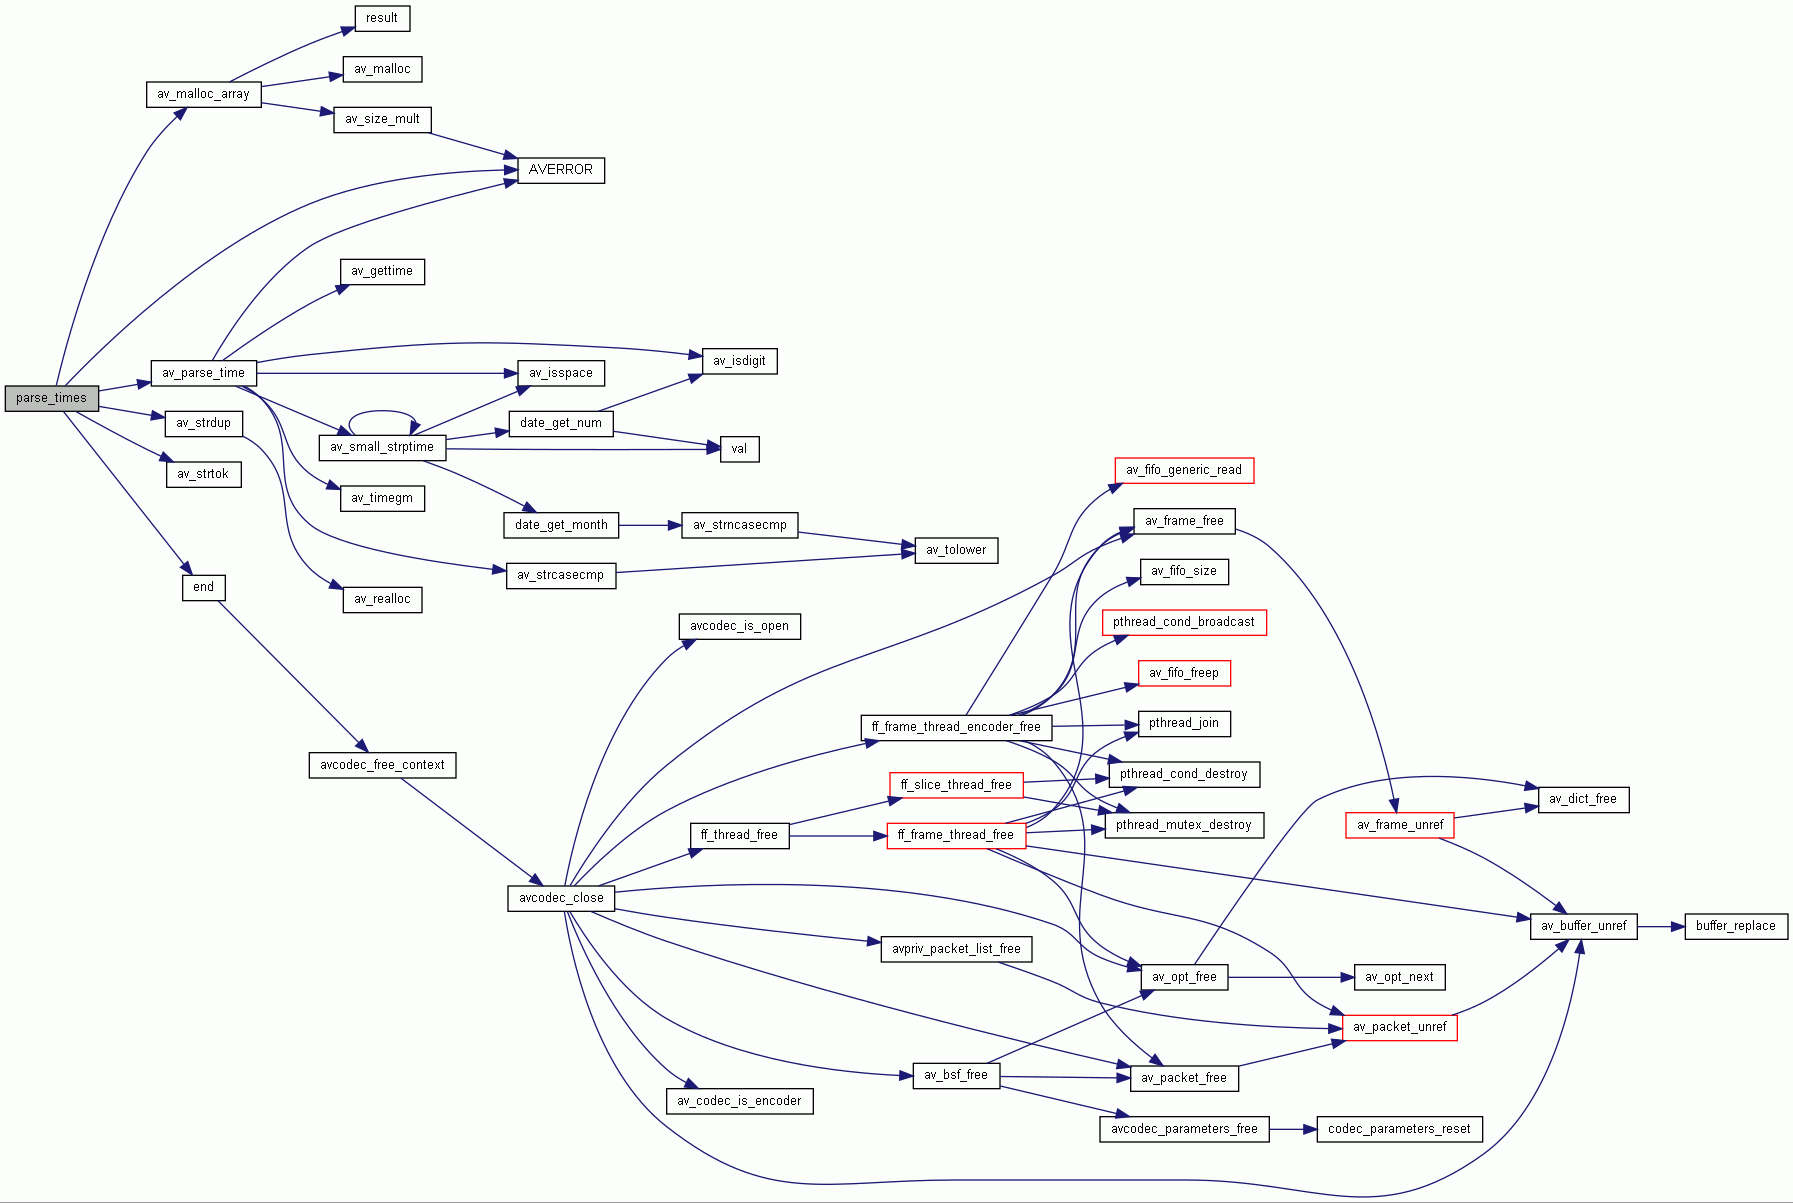 result
av_malloc
av_malloc_array
av_size_mult
AVERROR
av_gettime
av_isdigit
av_parse_time
av_isspace
parse_times
av_strdup
date_get_num
av_small_strptime
val
av_strtok
av_fifo_generic_read
av_timegm
date_get_month
av_strncasecmp
av_frame_free
av_tolower
av_strcasecmp
av_fifo_size
end
av_realloc
avcodec_is_open
pthread_cond_broadcast
av_fifo_freep
ff_frame_thread_encoder_free
pthread_join
avcodec_free_context
pthread_cond_destroy
ff_slice_thread_free
av_dict_free
ff_thread_free
ff_frame_thread_free
pthread_mutex_destroy
av_frame_unref
avcodec_close
av_buffer_unref
buffer_replace
avpriv_packet_list_free
av_opt_free
av_opt_next
av_packet_unref
av_bsf_free
av_packet_free
av_codec_is_encoder
avcodec_parameters_free
codec_parameters_reset